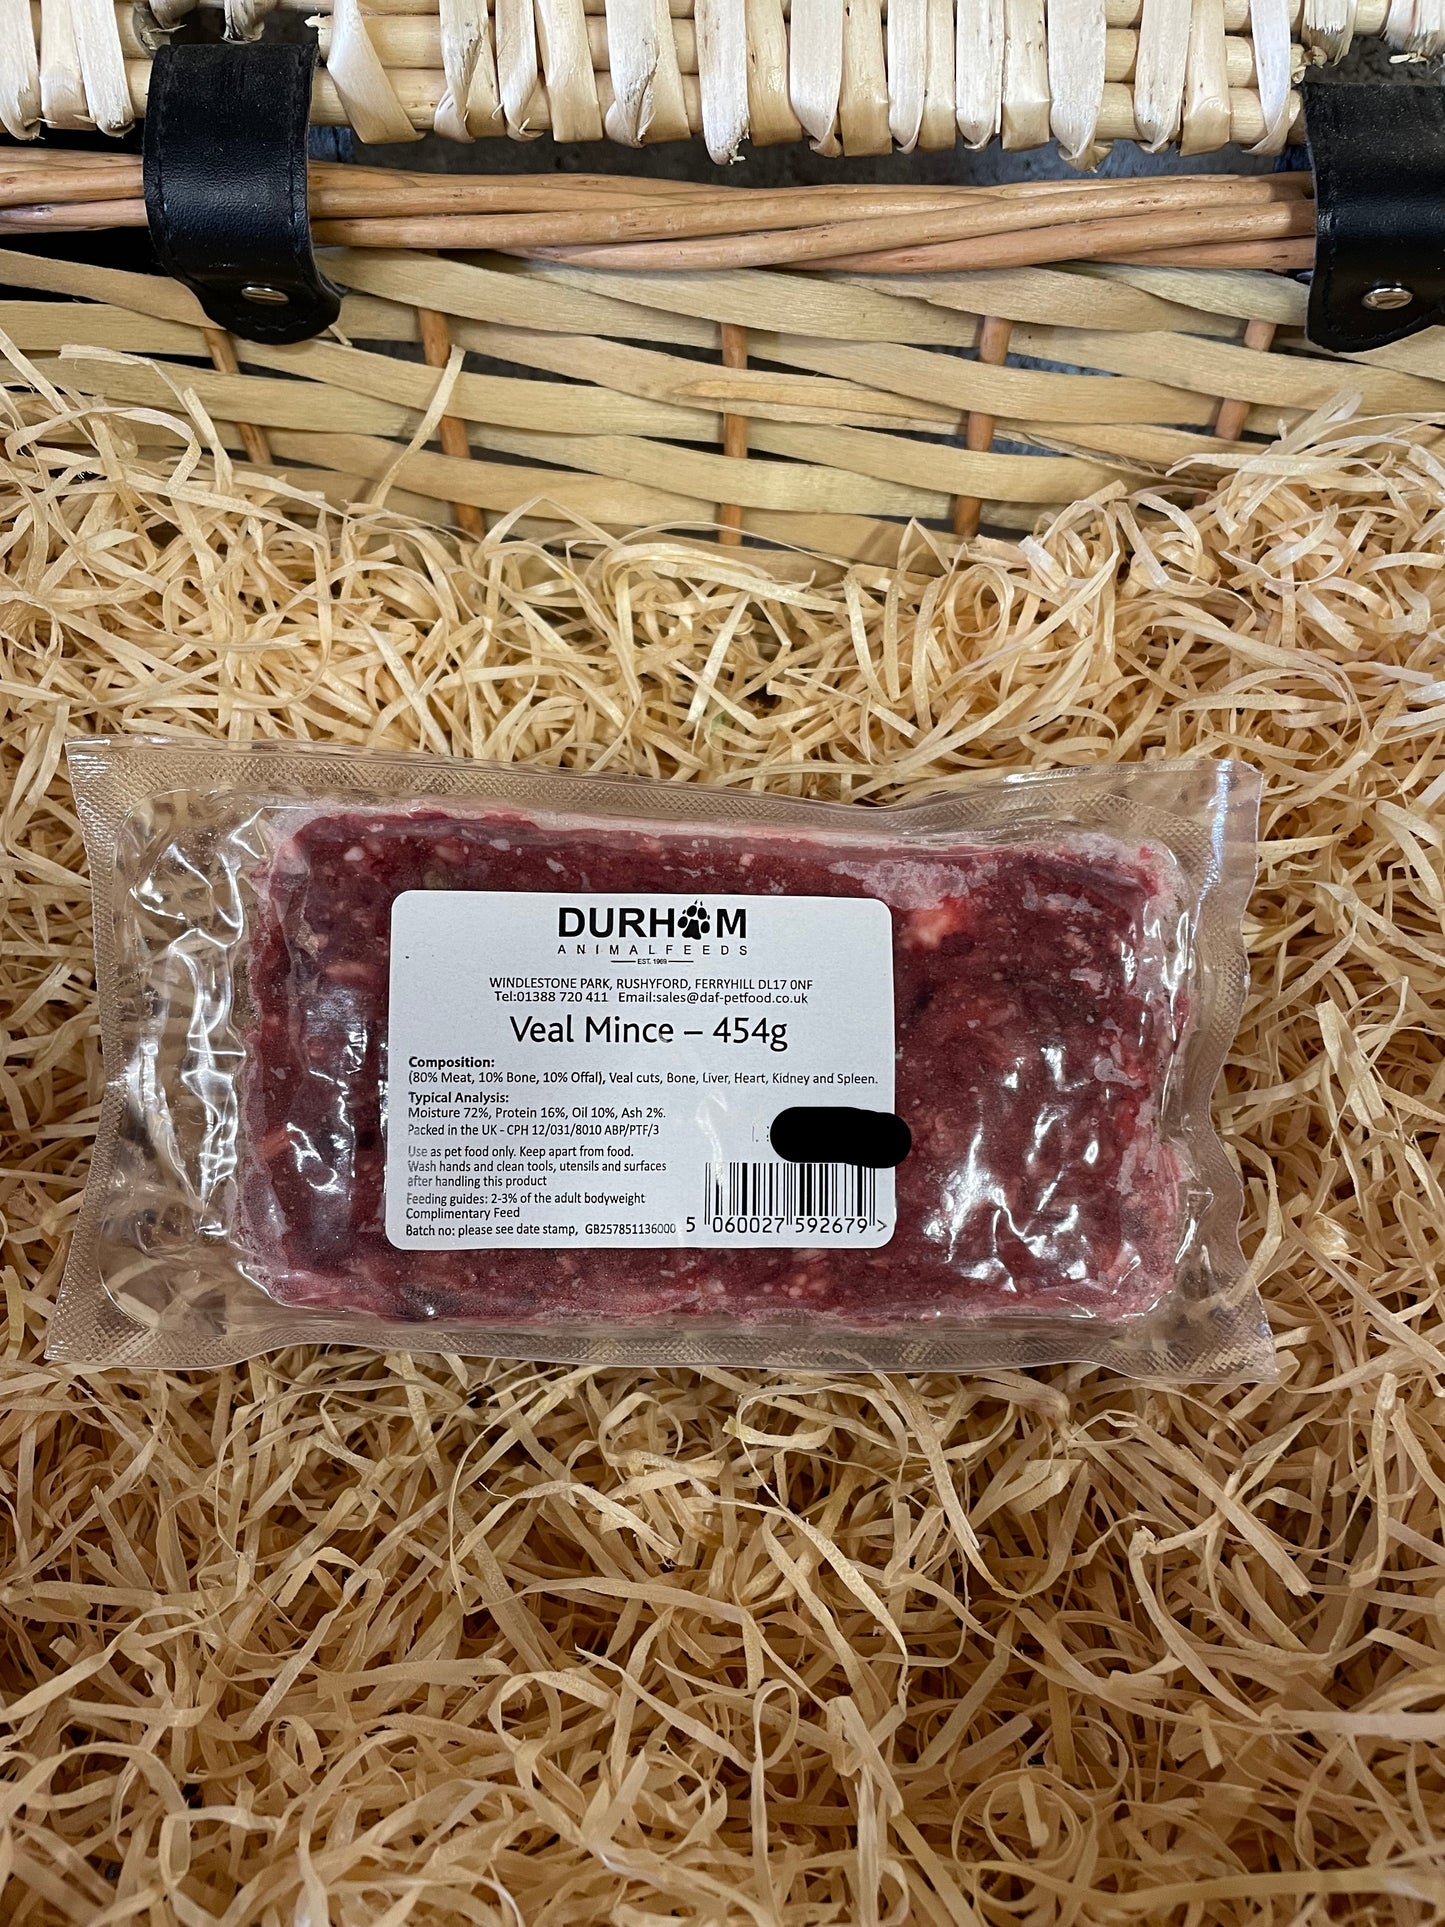 DURHAM
ANIMALFEEDS
EST. 1969
WINDLESTONE PARK, RUSHYFORD, FERRYHILL DL17 0NF
Tel:01388 720 411 Email:sales@daf-petfood.co.uk
Veal Mince – 454g
Composition:
(80% Meat, 10% Bone, 10% Offal), Veal cuts, Bone, Liver, Heart, Kidney and Spleen.
Typical Analysis:
Moisture 72%, Protein 16%, Oil 10%, Ash 2%.
Packed in the UK - CPH 12/031/8010 ABP/PTF/3
Use as pet food only. Keep apart from food.
Wash hands and clean tools, utensils and surfaces
after handling this product
Feeding guides: 2-3% of the adult bodyweight
Complimentary Feed
Batch no: please see date stamp, GB257851136000
5 060027 592679 >